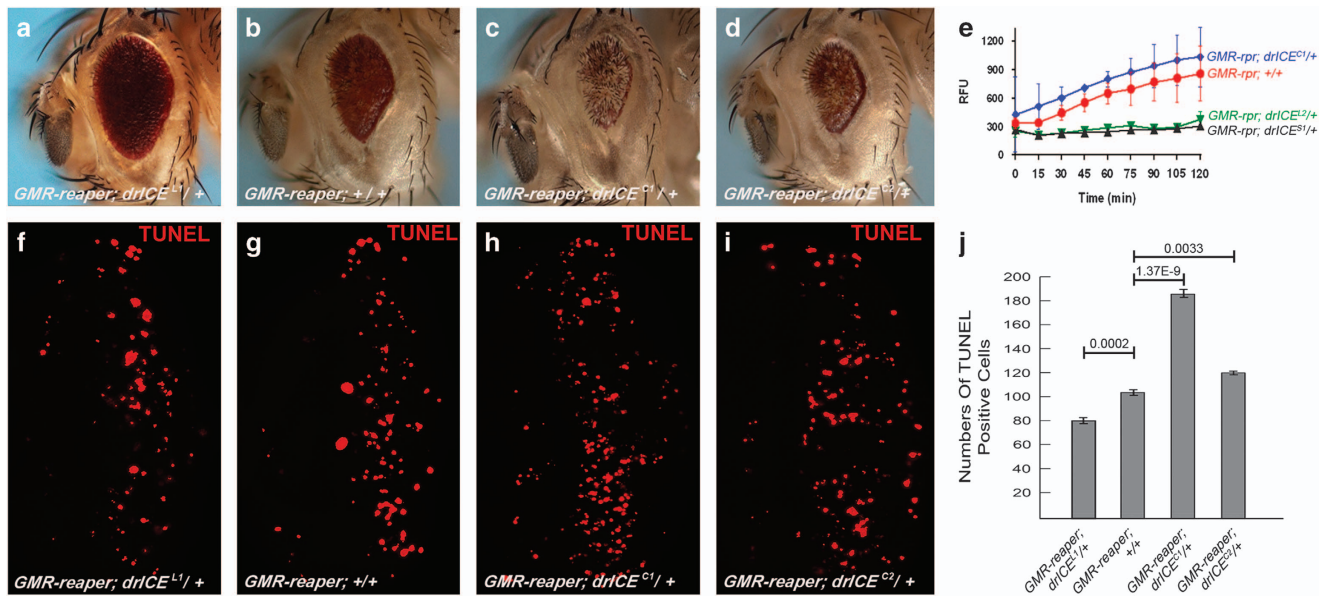 a
GMR-reaper; drICE^L1/+
b
GMR-reaper; +/+
c
GMR-reaper; drICE^C1/+
d
GMR-reaper; drICE^C2/+
e
1200
900
600
300
0
RFU
0 15 30 45 60 75 90 105 120
Time (min)
GMR-rpr; drICE^C1/+
GMR-rpr; +/+
GMR-rpr; drICE^L2/+
GMR-rpr; drICE^S1/+
f
TUNEL
GMR-reaper; drICE^L1/+
g
TUNEL
GMR-reaper; +/+
h
TUNEL
GMR-reaper; drICE^C1/+
i
TUNEL
GMR-reaper; drICE^C2/+
j
Numbers Of TUNEL
Positive Cells
200
180
160
140
120
100
80
60
40
20
0.0033
1.37E-9
0.0002
GMR-reaper;
drICE^L1/+
GMR-reaper;
+/+
GMR-reaper;
drICE^C1/+
GMR-reaper;
drICE^C2/+